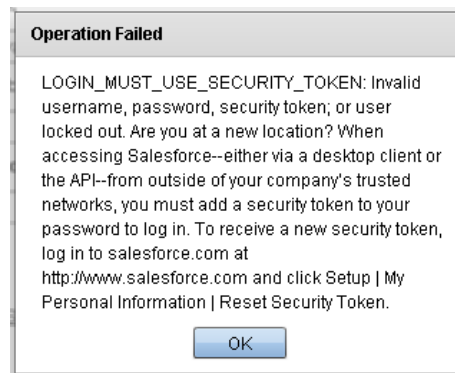 Operation Failed
LOGIN_MUST_USE_SECURITY_TOKEN: Invalid
username, password, security token; or user
locked out. Are you at a new location? When
accessing Salesforce--either via a desktop client or
the API--from outside of your company's trusted
networks, you must add a security token to your
password to log in. To receive a new security token,
log in to salesforce.com at
http://www.salesforce.com and click Setup | My
Personal Information | Reset Security Token.
OK